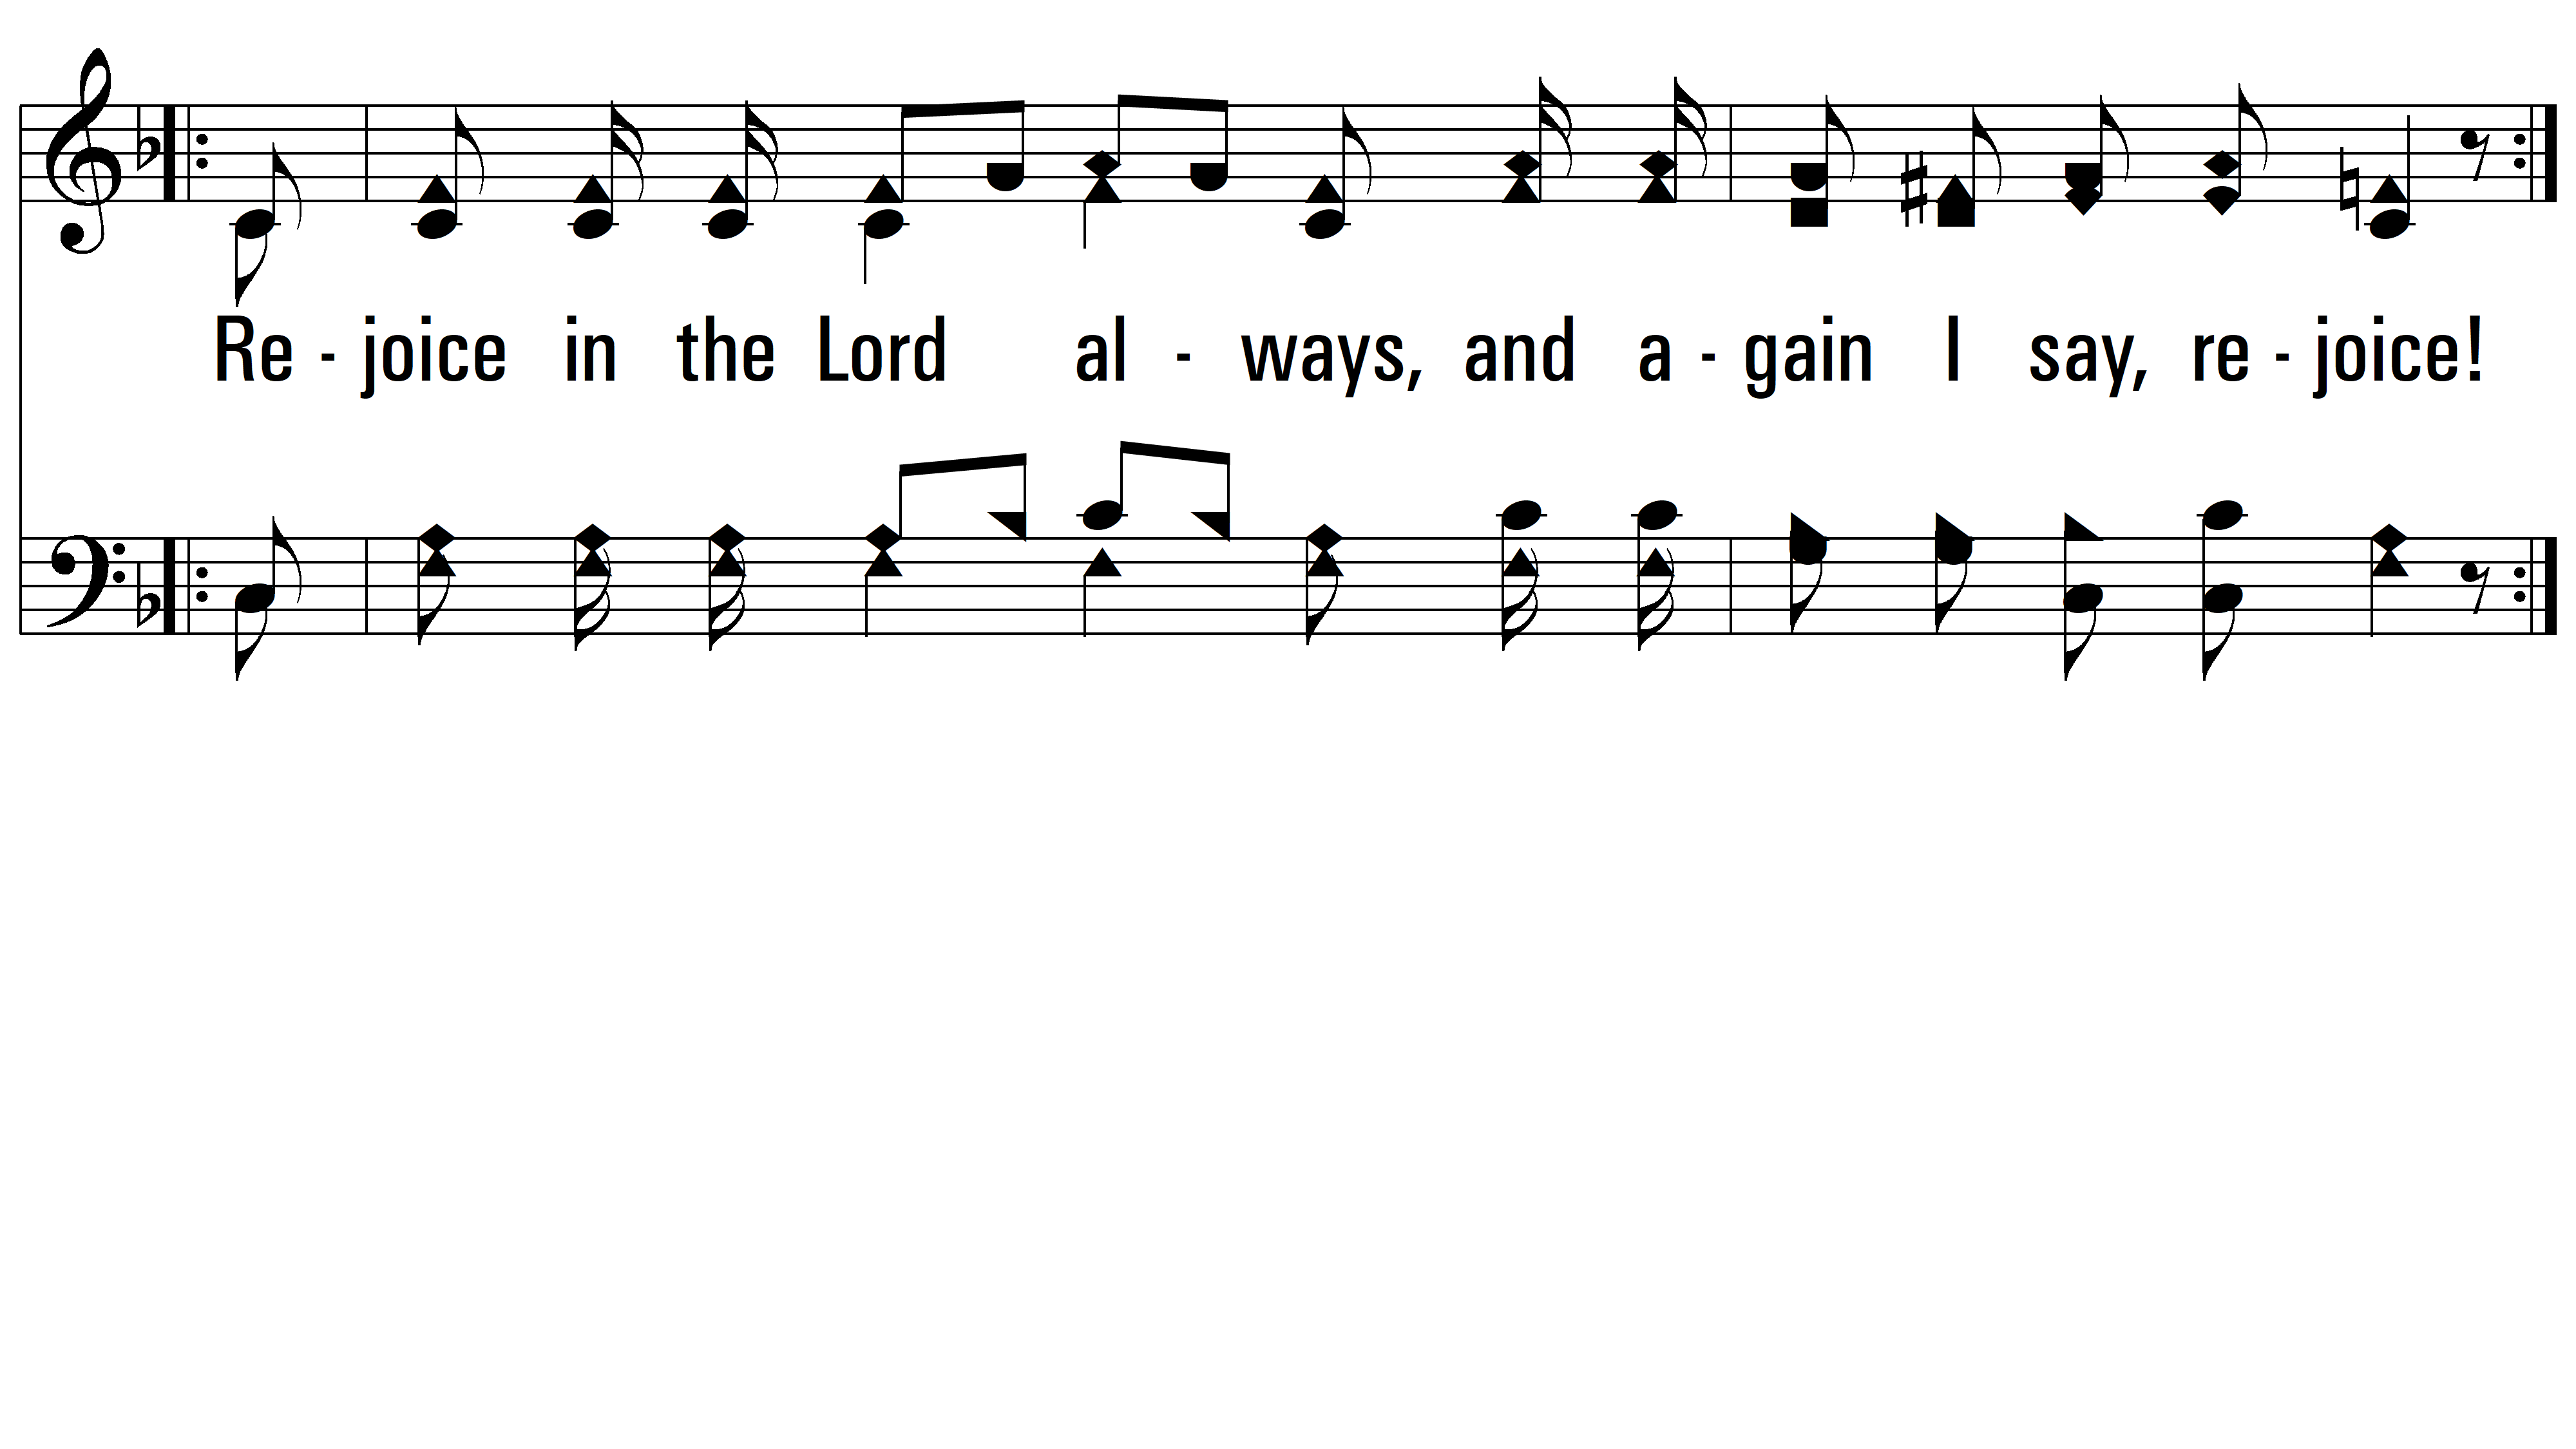 Re - joice in the Lord al - ways, and a - gain I say, re - joice!